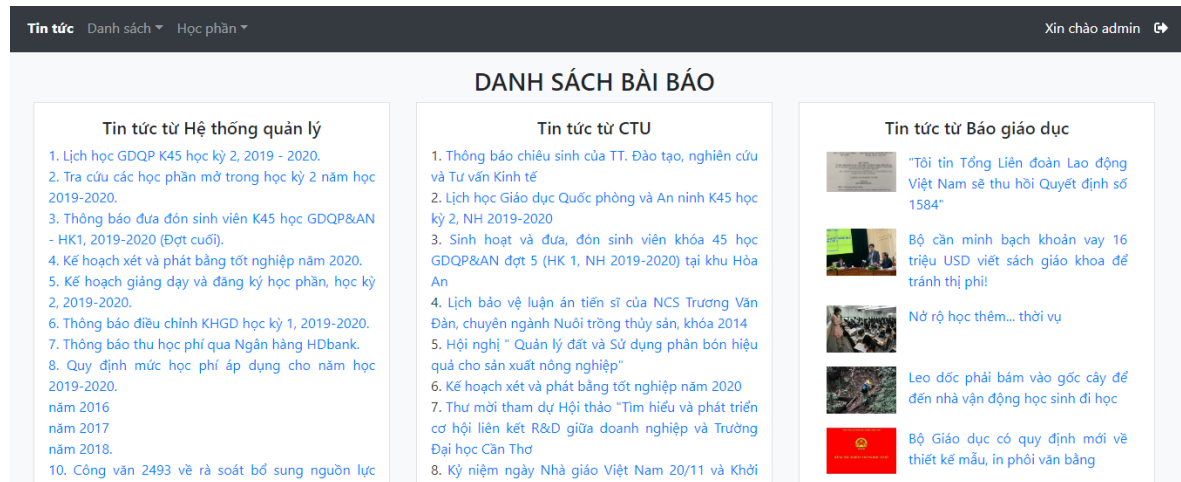 Tin tức Danh sách Học phần Xin chào admin
DANH SÁCH BÀI BÁO
Tin tức từ Hệ thống quản lý
1. Lịch học GDQP K45 học kỳ 2, 2019 - 2020.
2. Tra cứu các học phần mở trong học kỳ 2 năm học
2019-2020.
3. Thông báo đưa đón sinh viên K45 học GDQP&AN
- HK1, 2019-2020 (Đợt cuối).
4. Kế hoạch xét và phát bằng tốt nghiệp năm 2020.
5. Kế hoạch giảng dạy và đăng ký học phần, học kỳ
2, 2019-2020.
6. Thông báo điều chỉnh KHGD học kỳ 1, 2019-2020.
7. Thông báo thu học phí qua Ngân hàng HDbank.
8. Quy định mức học phí áp dụng cho năm học
2019-2020.
năm 2016
năm 2017
năm 2018.
10. Công văn 2493 về rà soát bổ sung nguồn lực
Tin tức từ CTU
1. Thông báo chiêu sinh của TT. Đào tạo, nghiên cứu
và Tư vấn Kinh tế
2. Lịch học Giáo dục Quốc phòng và An ninh K45 học
kỳ 2, NH 2019-2020
3. Sinh hoạt và đưa, đón sinh viên khóa 45 học
GDQP&AN đợt 5 (HK 1, NH 2019-2020) tại khu Hòa
An
4. Lịch bảo vệ luận án tiến sĩ của NCS Trương Văn
Đàn, chuyên ngành Nuôi trồng thủy sản, khóa 2014
5. Hội nghị " Quản lý đất và Sử dụng phân bón hiệu
quả cho sản xuất nông nghiệp"
6. Kế hoạch xét và phát bằng tốt nghiệp năm 2020
7. Thư mời tham dự Hội thảo "Tìm hiểu và phát triển
cơ hội liên kết R&D giữa doanh nghiệp và Trường
Đại học Cần Thơ
8. Kỷ niệm ngày Nhà giáo Việt Nam 20/11 và Khởi
Tin tức từ Báo giáo dục
"Tôi tin Tổng Liên đoàn Lao động
Việt Nam sẽ thu hồi Quyết định số
1584"
Bộ cần minh bạch khoản vay 16
triệu USD viết sách giáo khoa để
tránh thị phi!
Nở rộ học thêm... thời vụ
Leo dốc phải bám vào gốc cây để
đến nhà vận động học sinh đi học
Bộ Giáo dục có quy định mới về
thiết kế mẫu, in phôi văn bằng